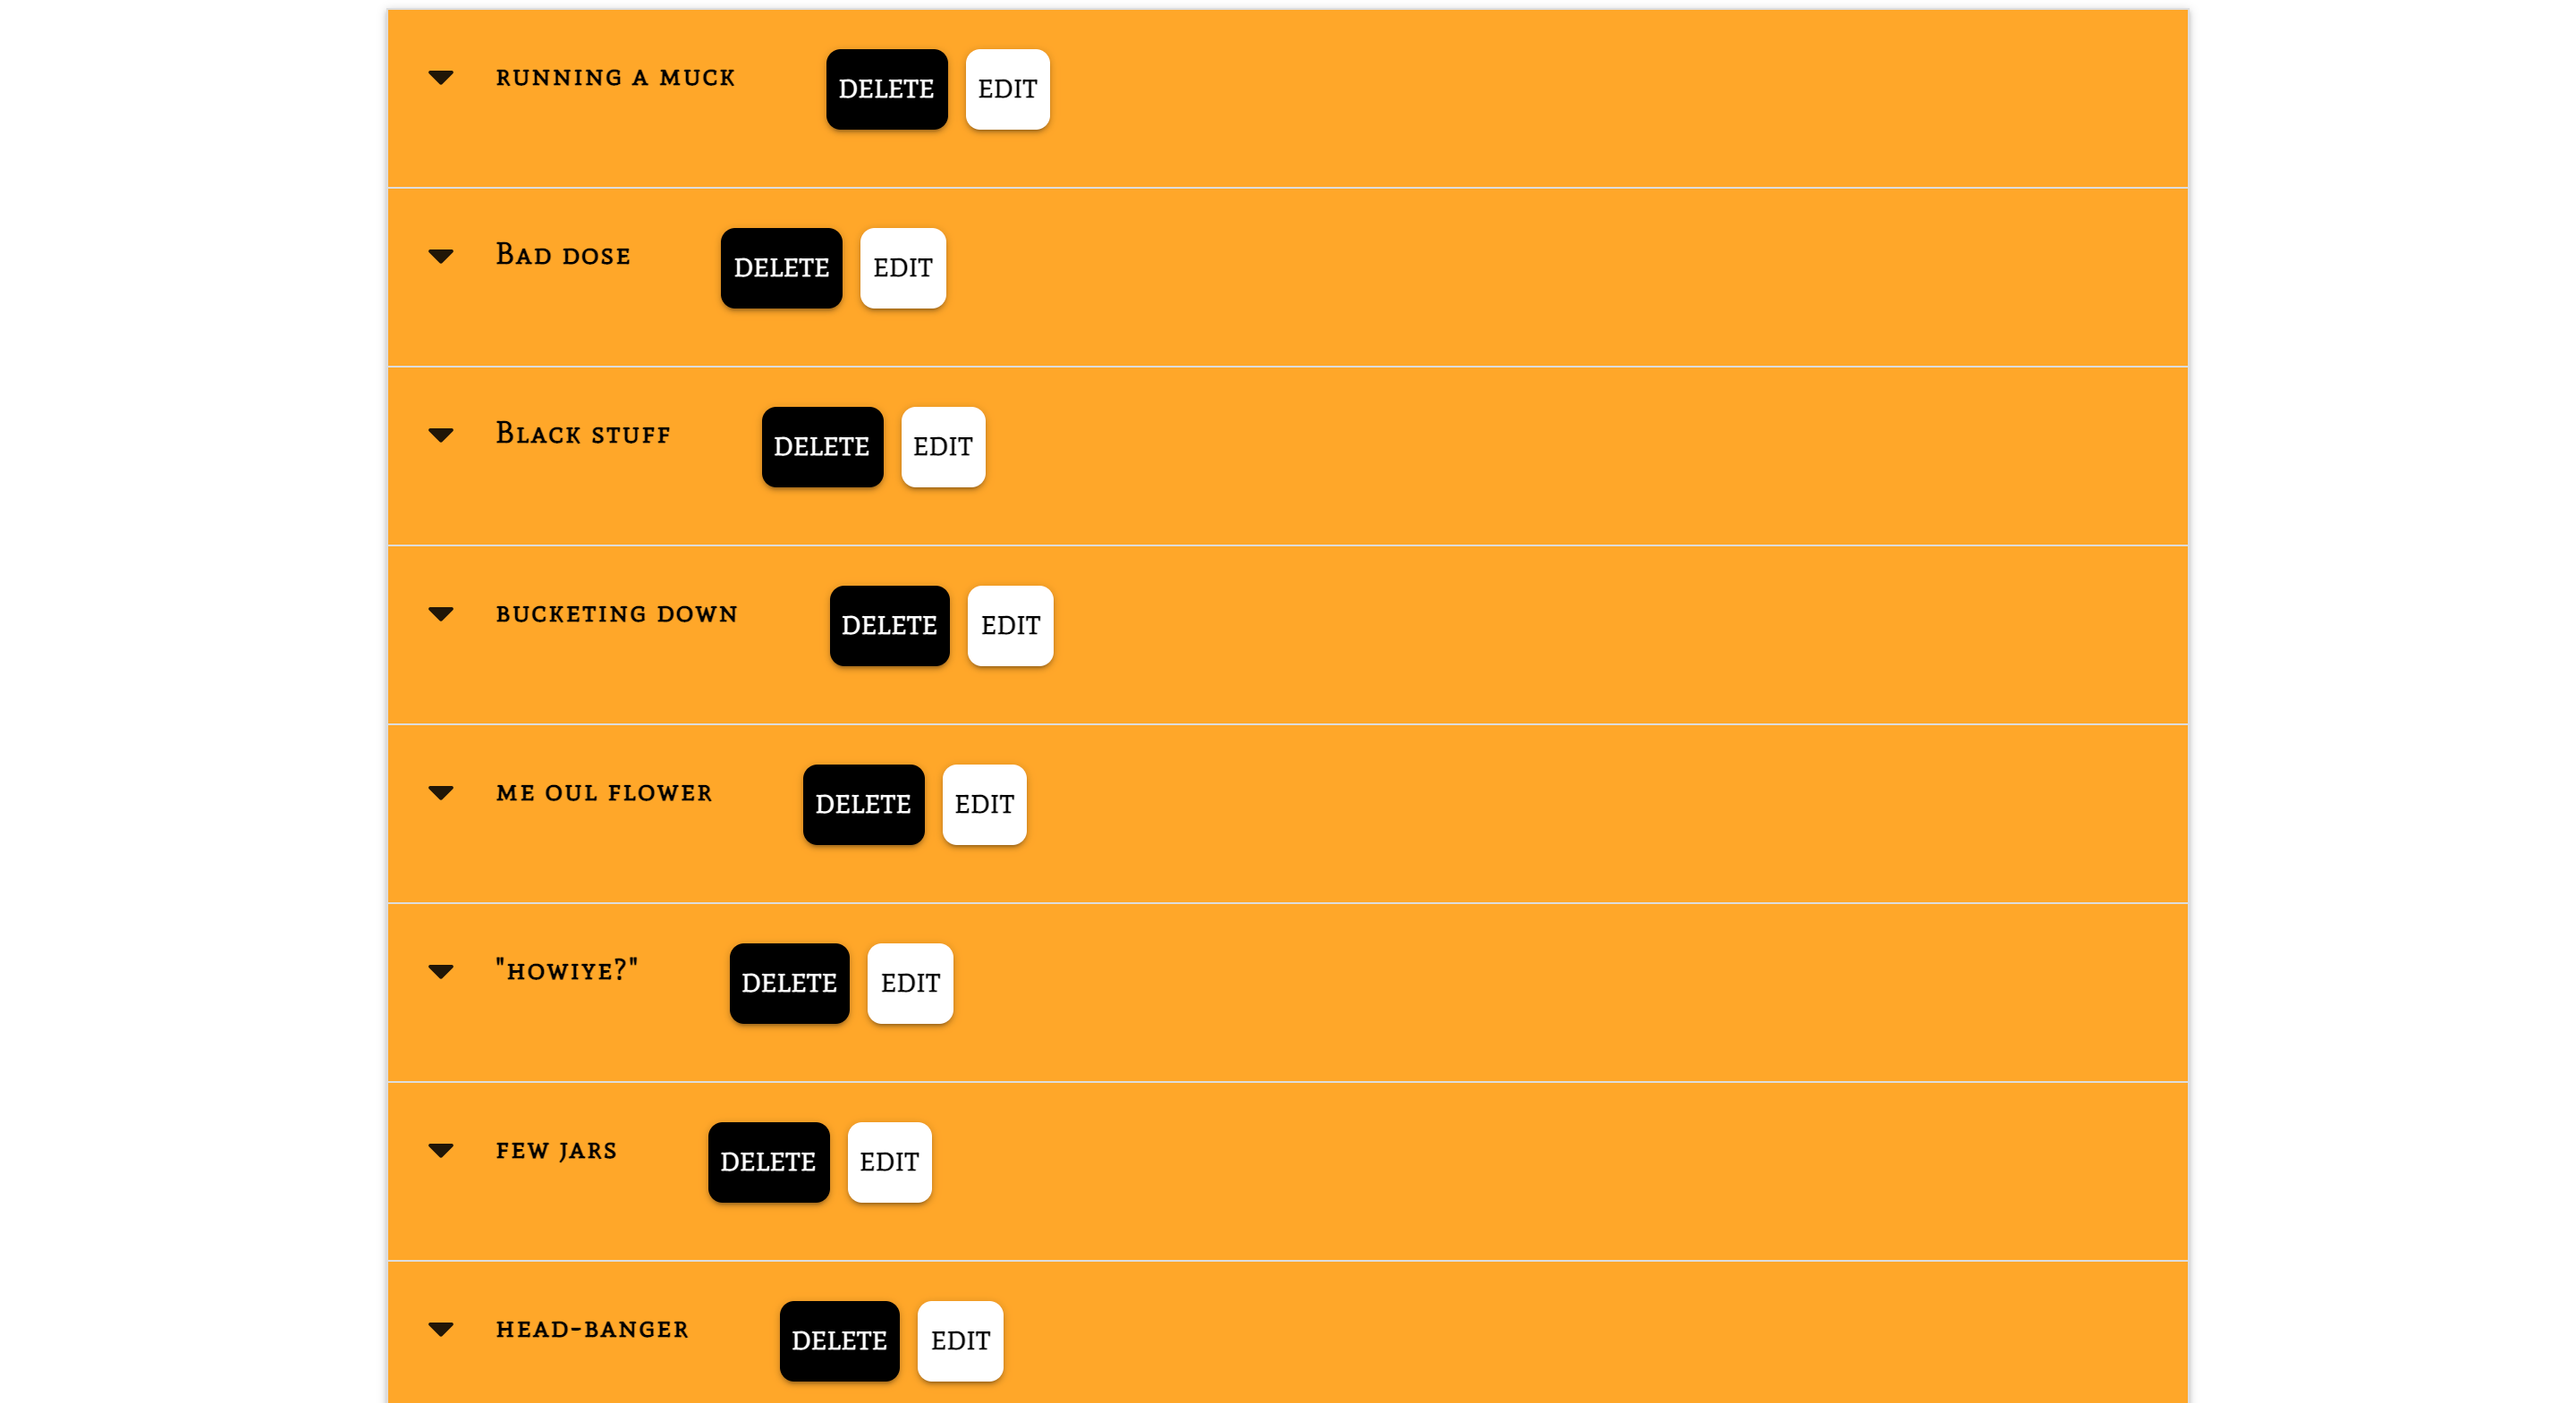 running a muck DELETE EDIT
Bad dose DELETE EDIT
Black stuff DELETE EDIT
bucketing down DELETE EDIT
me oul flower DELETE EDIT
"howiye?" DELETE EDIT
few jars DELETE EDIT
head-banger DELETE EDIT